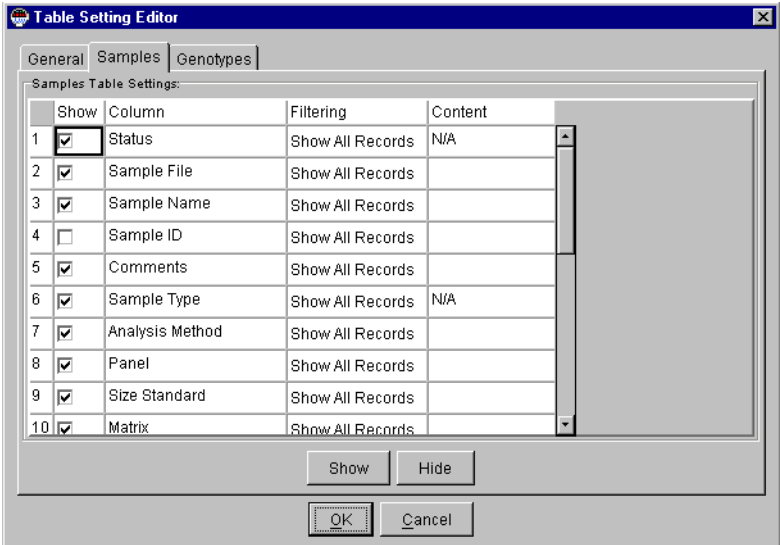 Table Setting Editor
General Samples Genotypes
Samples Table Settings:
Show Column Filtering Content
1 Status Show All Records N/A
2 Sample File Show All Records
3 Sample Name Show All Records
4 Sample ID Show All Records
5 Comments Show All Records
6 Sample Type Show All Records N/A
7 Analysis Method Show All Records
8 Panel Show All Records
9 Size Standard Show All Records
10 Matrix Show All Records
Show Hide
OK Cancel